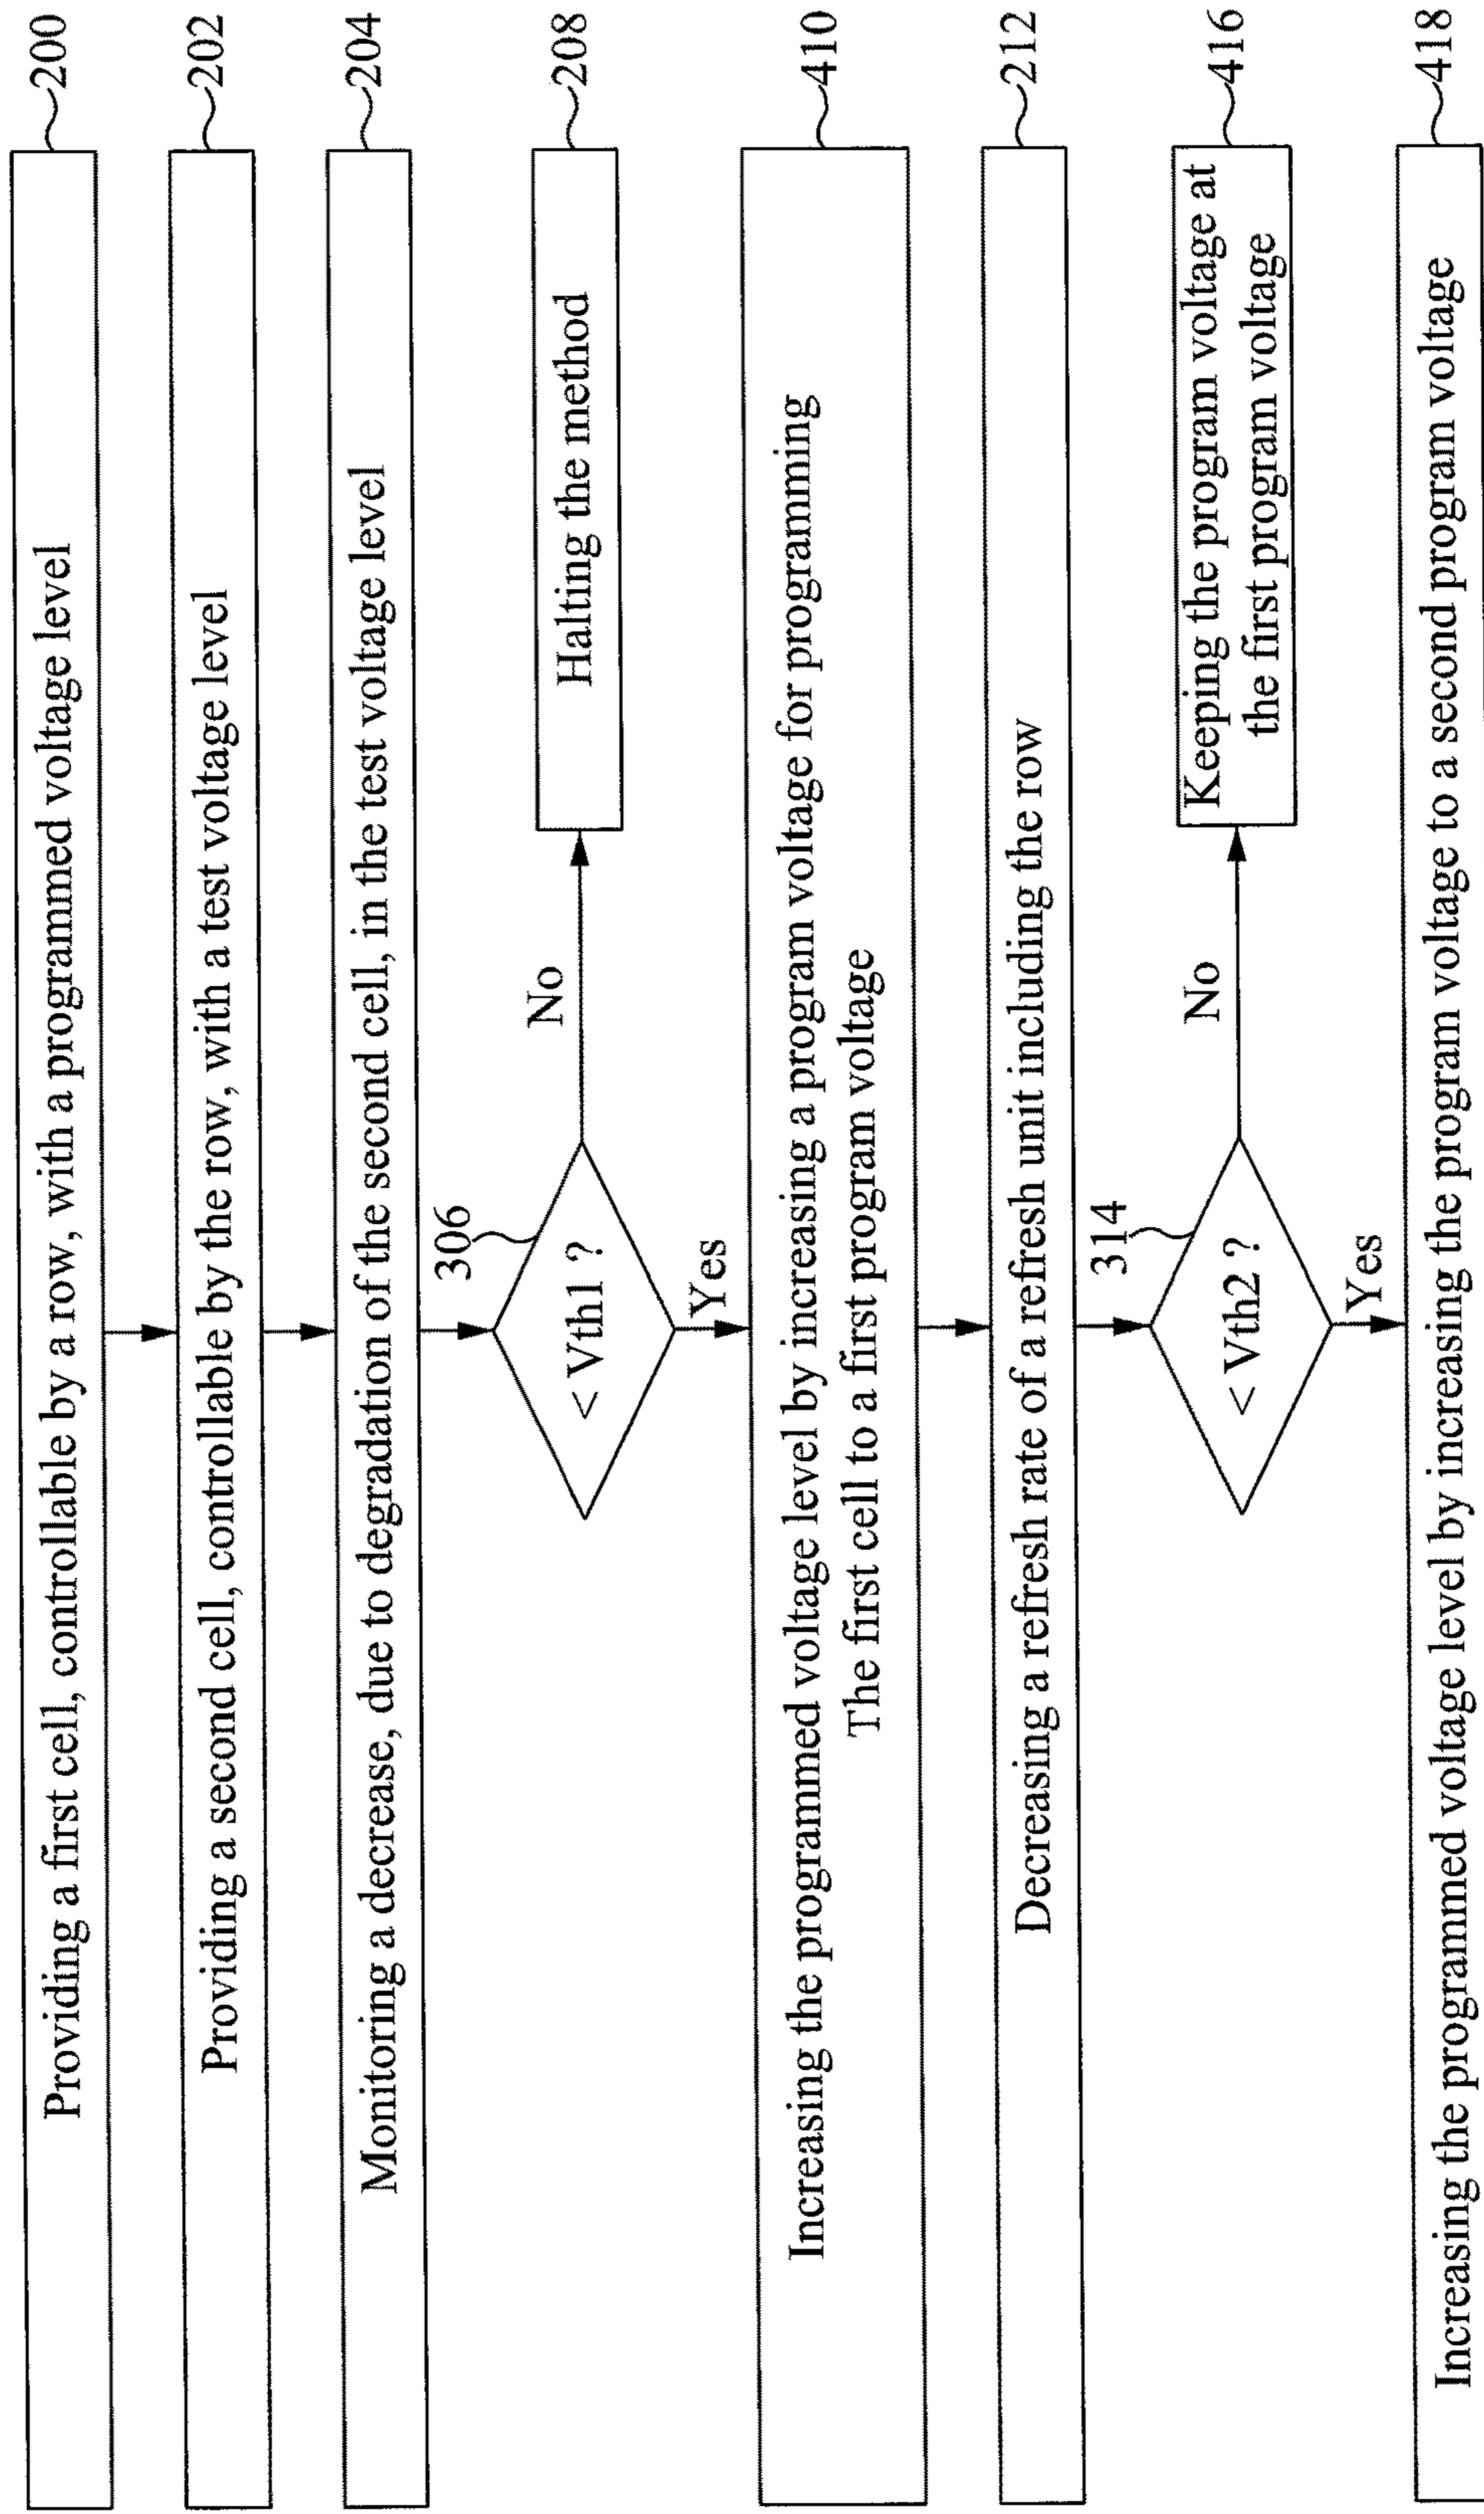 Providing a first cell, controllable by a row, with a programmed voltage level
200
Providing a second cell, controllable by the row, with a test voltage level
202
Monitoring a decrease, due to degradation of the second cell, in the test voltage level
204
306
< Vth1 ?
No
Halting the method
208
Yes
Increasing the programmed voltage level by increasing a program voltage for programming
The first cell to a first program voltage
410
Decreasing a refresh rate of a refresh unit including the row
212
314
< Vth2 ?
No
Keeping the program voltage at
the first program voltage
416
Yes
Increasing the programmed voltage level by increasing the program voltage to a second program voltage
418